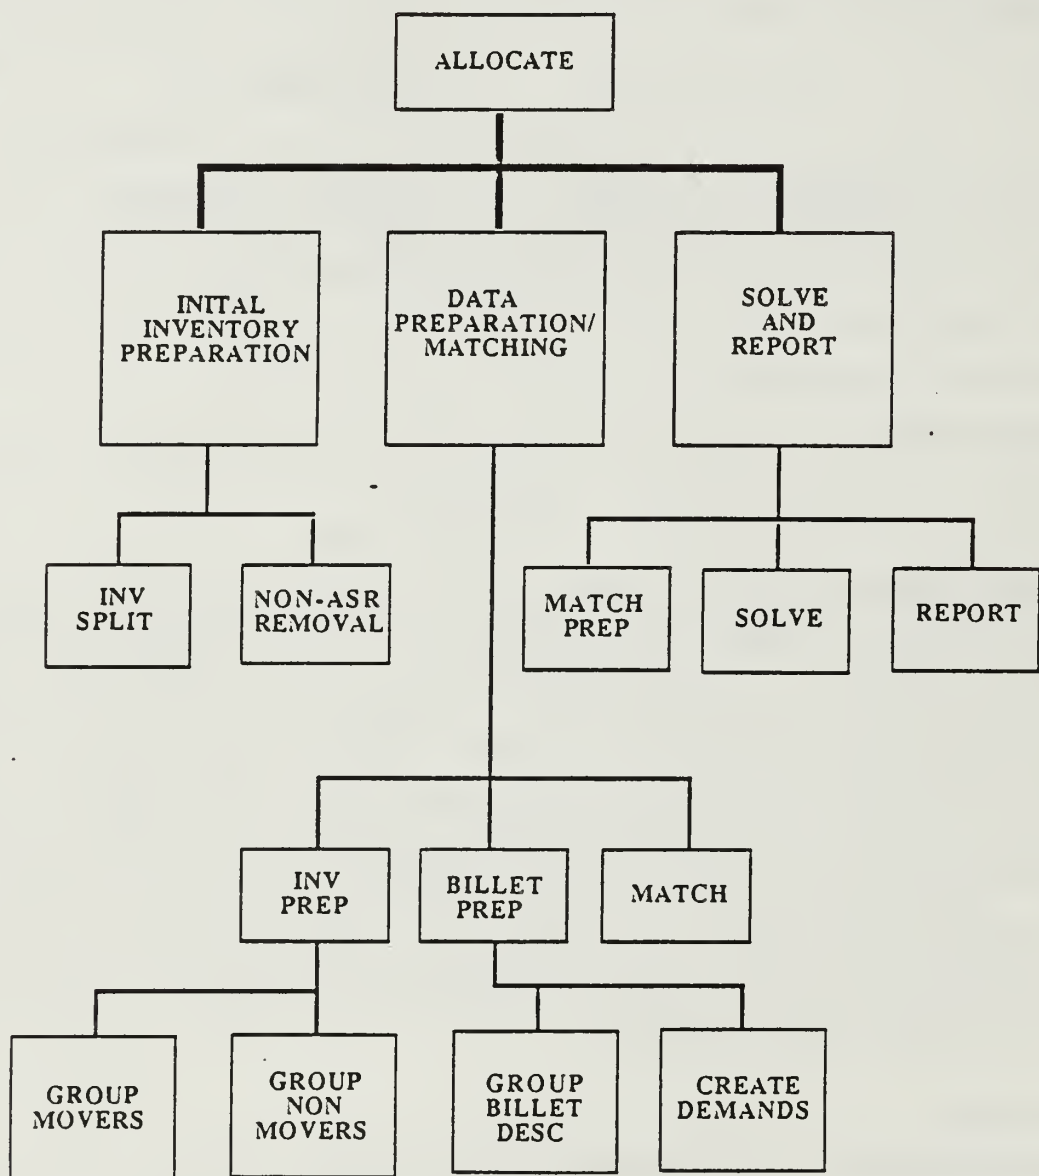 ALLOCATE
INITAL
INVENTORY
PREPARATION
DATA
PREPARATION/
MATCHING
SOLVE
AND
REPORT
INV
SPLIT
NON-ASR
REMOVAL
MATCH
PREP
SOLVE
REPORT
INV
PREP
BILLET
PREP
MATCH
GROUP
MOVERS
GROUP
NON
MOVERS
GROUP
BILLET
DESC
CREATE
DEMANDS